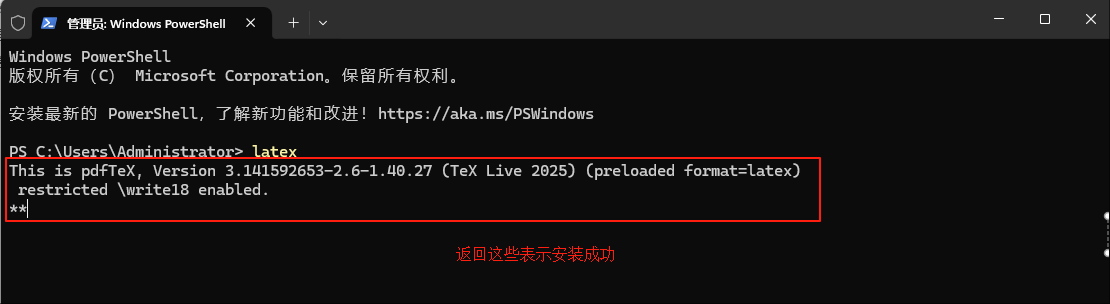 管理员: Windows PowerShell
Windows PowerShell
版权所有（C） Microsoft Corporation。保留所有权利。
安装最新的 PowerShell，了解新功能和改进！https://aka.ms/PSWindows
PS C:\Users\Administrator> latex
This is pdfTeX, Version 3.141592653-2.6-1.40.27 (TeX Live 2025) (preloaded format=latex)
 restricted \write18 enabled.
**
返回这些表示安装成功